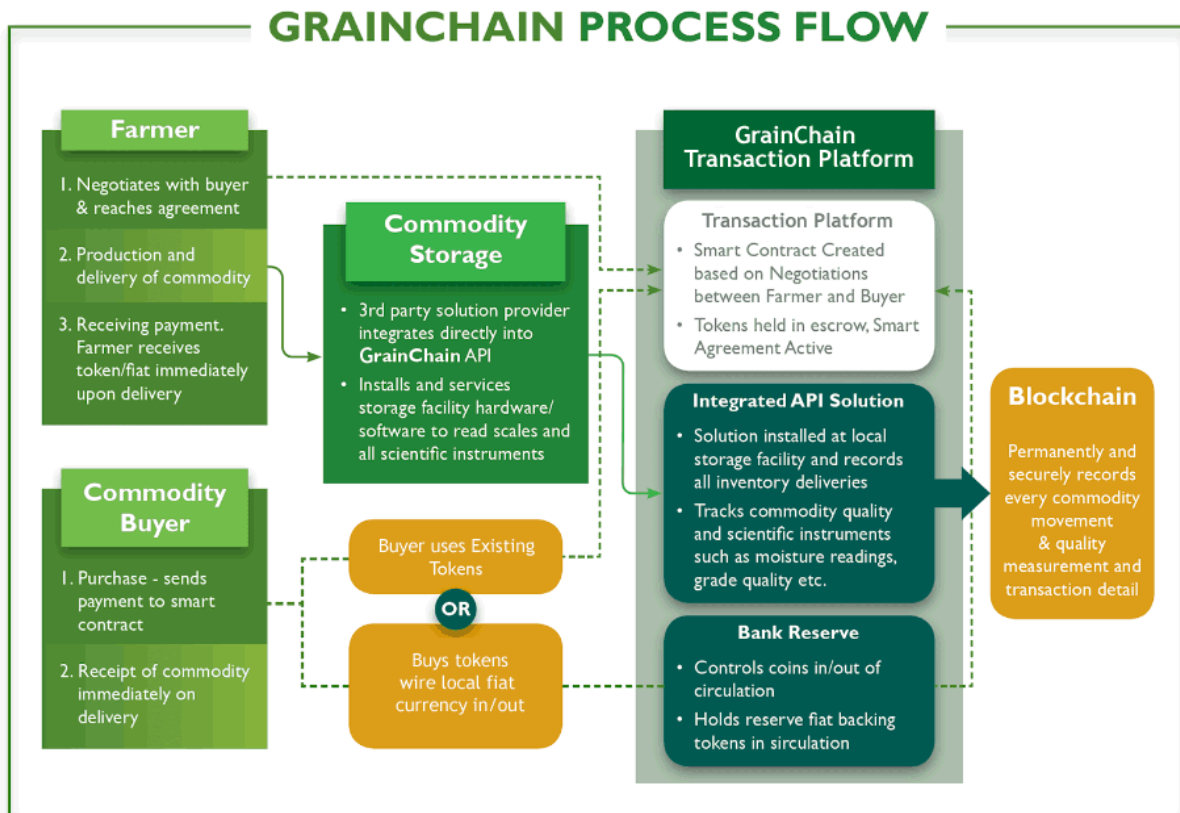 GRAINCHAIN PROCESS FLOW
Farmer
1. Negotiates with buyer
& reaches agreement
2. Production and
delivery of commodity
3. Receiving payment.
Farmer receives
token/fiat immediately
upon delivery
Commodity
Buyer
1. Purchase - sends
payment to smart
contract
2. Receipt of commodity
immediately on
delivery
Commodity
Storage
• 3rd party solution provider
integrates directly into
GrainChain API
• Installs and services
storage facility hardware/
software to read scales and
all scientific instruments
Buyer uses Existing
Tokens
OR
Buys tokens
wire local fiat
currency in/out
GrainChain
Transaction Platform
Transaction Platform
• Smart Contract Created
based on Negotiations
between Farmer and Buyer
• Tokens held in escrow, Smart
Agreement Active
Integrated API Solution
• Solution installed at local
storage facility and records
all inventory deliveries
• Tracks commodity quality
and scientific instruments
such as moisture readings,
grade quality etc.
Bank Reserve
• Controls coins in/out of
circulation
• Holds reserve fiat backing
tokens in sirculation
Blockchain
Permanently and
securely records
every commodity
movement
& quality
measurement and
transaction detail